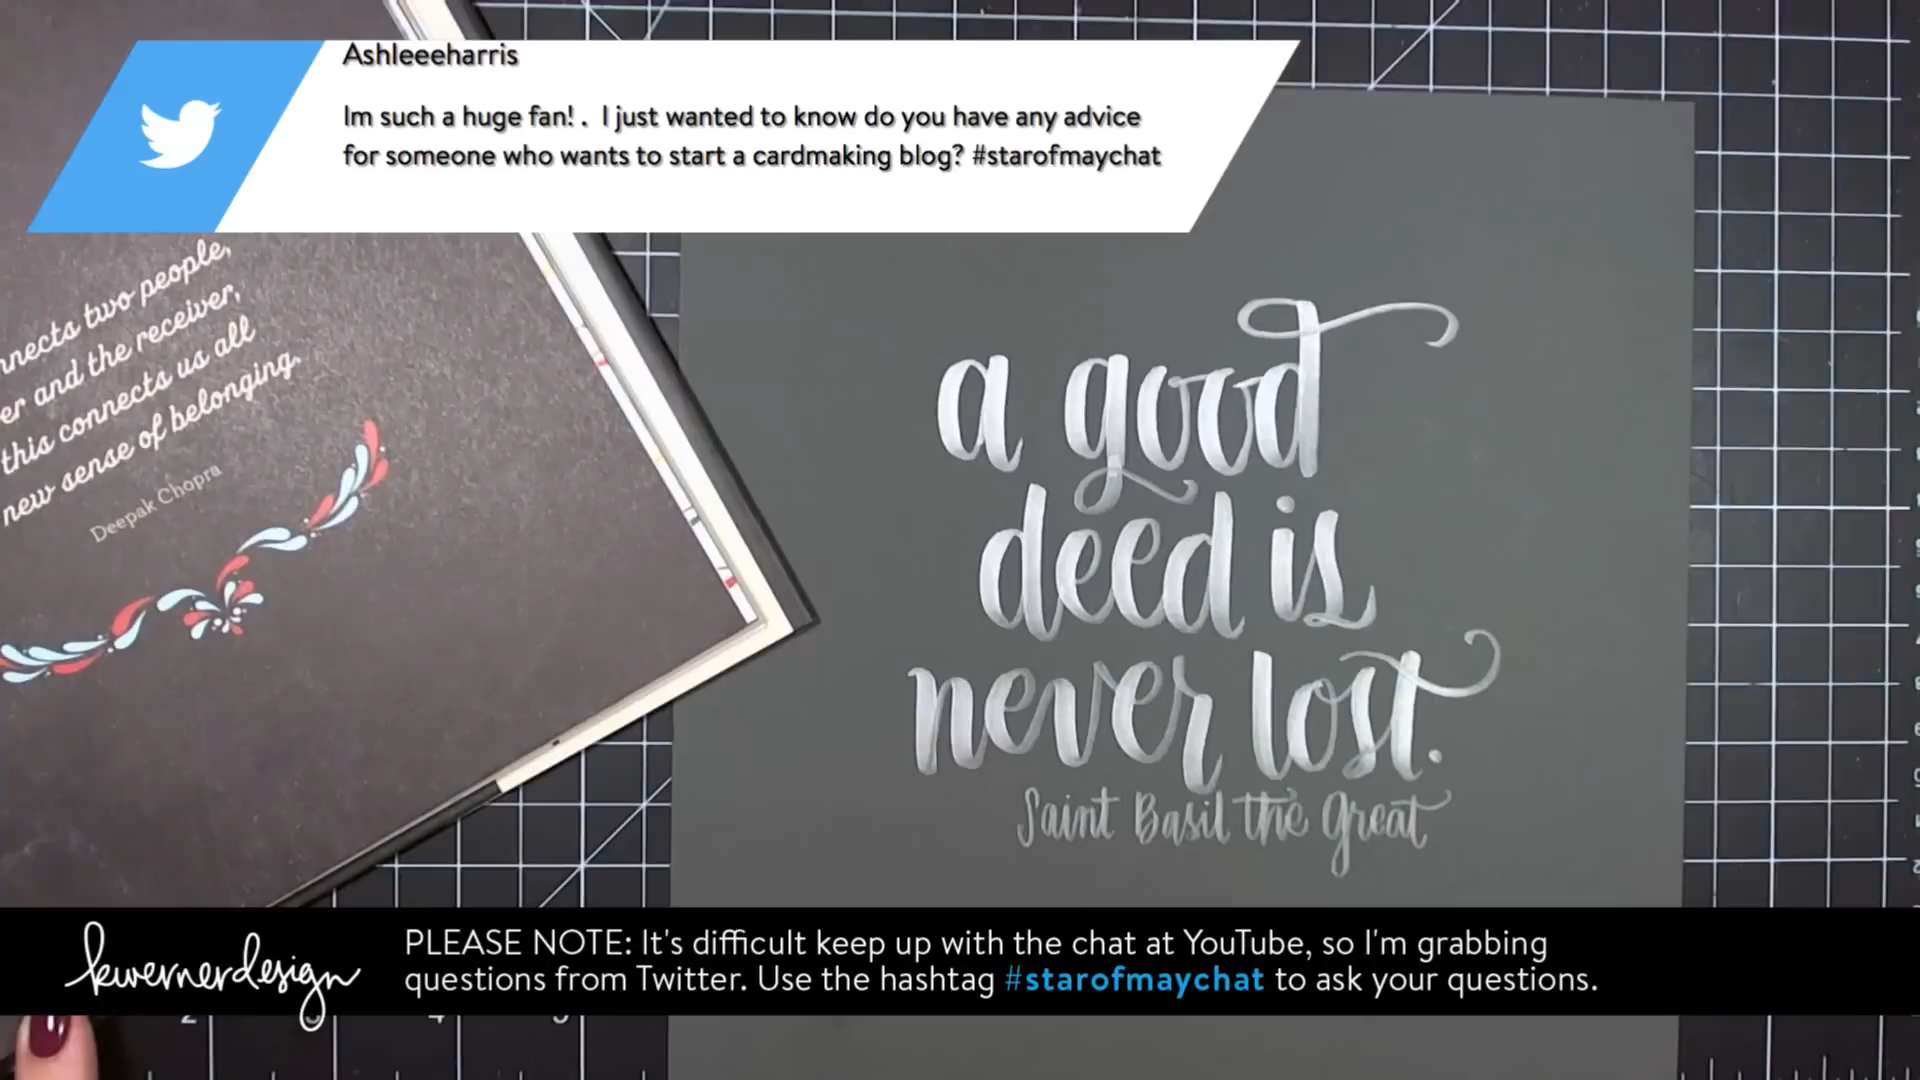 Ashleeeharris
Im such a huge fan! . I just wanted to know do you have any advice
for someone who wants to start a cardmaking blog? #starofmaychat
two people,
er and the receiver,
this connects us all
new sense of belonging.
Deepak Chopra
a good
deed is
never lost.
Saint Basil the Great
kwernerdesign
PLEASE NOTE: It's difficult keep up with the chat at YouTube, so I'm grabbing
questions from Twitter. Use the hashtag #starofmaychat to ask your questions.